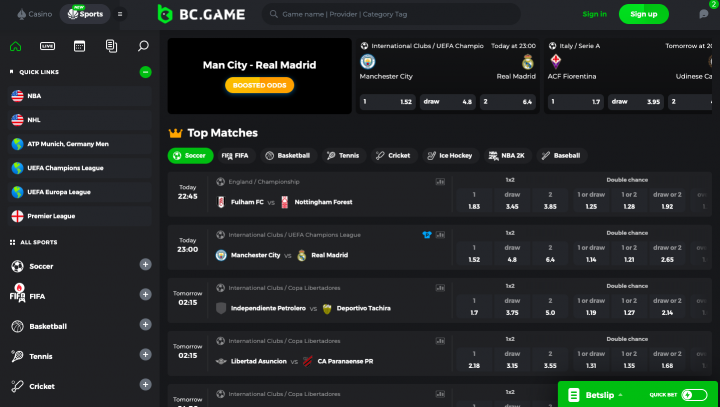 Casino
NEW
Sports
BC.GAME
Game name | Provider | Category Tag
Sign in
Sign up
2
LIVE
QUICK LINKS
NBA
NHL
ATP Munich, Germany Men
UEFA Champions League
UEFA Europa League
Premier League
ALL SPORTS
Soccer
FIFA
Basketball
Tennis
Cricket
Man City - Real Madrid
BOOSTED ODDS
International Clubs / UEFA Champio
Today at 23:00
Manchester City
Real Madrid
1 1.52
draw 4.8
2 6.4
Italy / Serie A
Tomorrow at 20
ACF Fiorentina
Udinese Ca
1 1.7
draw 3.95
2 4
Top Matches
Soccer
FIFA FIFA
Basketball
Tennis
Cricket
Ice Hockey
NBA 2K
Baseball
Today
22:45
England / Championship
Fulham FC vs Nottingham Forest
1x2
Double chance
1 draw 2 1 or draw 1 or 2 draw or 2
1.83 3.45 3.85 1.25 1.28 1.92
Today
23:00
International Clubs / UEFA Champions League
Manchester City vs Real Madrid
1x2
Double chance
1 draw 2 1 or draw 1 or 2 draw or 2
1.52 4.8 6.4 1.14 1.21 2.65
Tomorrow
02:15
International Clubs / Copa Libertadores
Independiente Petrolero vs Deportivo Tachira
1x2
Double chance
1 draw 2 1 or draw 1 or 2 draw or 2
1.7 3.75 5.0 1.19 1.27 2.14
Tomorrow
02:15
International Clubs / Copa Libertadores
Libertad Asuncion vs CA Paranaense PR
1x2
Double chance
1 draw 2 1 or draw 1 or 2 draw or 2
2.18 3.15 3.55 1.31 1.35 1.68
Tomorrow
International Clubs / Copa Libertadores
1x2
Betslip
QUICK BET